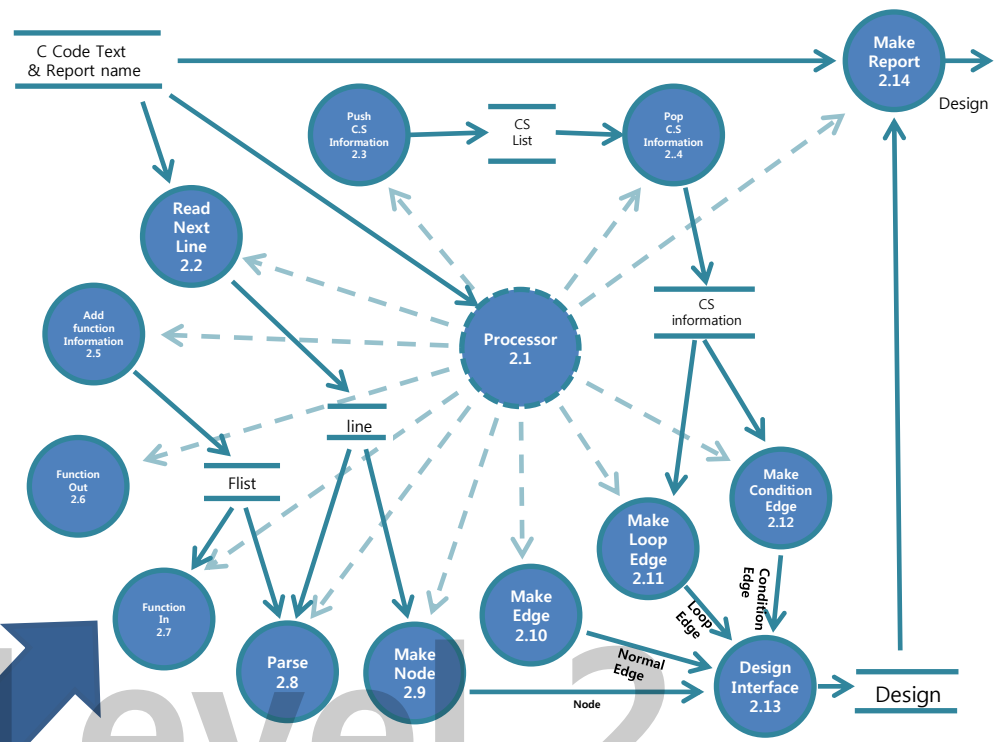 C Code Text
& Report name
Make
Report
2.14
Design
Push
C.S
Information
2.3
CS
List
Pop
C.S
Information
2..4
Read
Next
Line
2.2
Add
function
Information
2.5
Processor
2.1
CS
information
line
Function
Out
2.6
Flist
Make
Condition
Edge
2.12
Make
Loop
Edge
2.11
Function
In
2.7
Make
Edge
2.10
Condition
Edge
Loop
Edge
Parse
2.8
Make
Node
2.9
Normal
Edge
Design
Interface
2.13
Node
Design
level 2